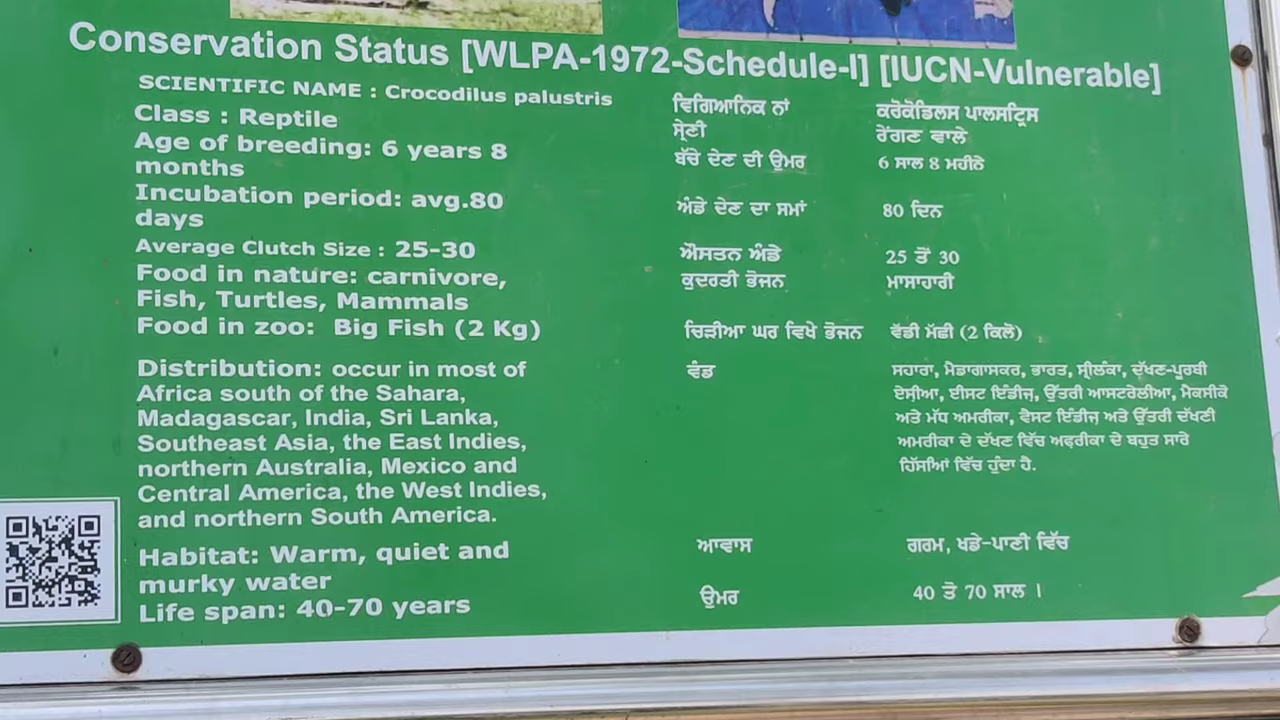 Conservation Status [WLPA-1972-Schedule-I] [IUCN-Vulnerable]
SCIENTIFIC NAME : Crocodilus palustris
Class : Reptile
Age of breeding: 6 years 8
months
Incubation period: avg.80
days
Average Clutch Size : 25-30
Food in nature: carnivore,
Fish, Turtles, Mammals
Food in zoo: Big Fish (2 Kg)
Distribution: occur in most of
Africa south of the Sahara,
Madagascar, India, Sri Lanka,
Southeast Asia, the East Indies,
northern Australia, Mexico and
Central America, the West Indies,
and northern South America.
Habitat: Warm, quiet and
murky water
Life span: 40-70 years
ਵਿਗਿਆਨਿਕ ਨਾਂ ਕਰੋਕੋਡਿਲਸ ਪਾਲਸਟ੍ਰਿਸ
ਸ਼੍ਰੇਣੀ ਰੇਂਗਣ ਵਾਲੇ
ਬੱਚੇ ਦੇਣ ਦੀ ਉਮਰ 6 ਸਾਲ 8 ਮਹੀਨੇ
ਅੰਡੇ ਦੇਣ ਦਾ ਸਮਾਂ 80 ਦਿਨ
ਔਸਤਨ ਅੰਡੇ 25 ਤੋਂ 30
ਕੁਦਰਤੀ ਭੋਜਨ ਮਾਸਾਹਾਰੀ
ਚਿੜੀਆ ਘਰ ਵਿਖੇ ਭੋਜਨ ਵੱਡੀ ਮੱਛੀ (2 ਕਿਲੋ)
ਵੰਡ ਸਹਾਰਾ, ਮੈਡਾਗਾਸਕਰ, ਭਾਰਤ, ਸ੍ਰੀਲੰਕਾ, ਦੱਖਣ-ਪੂਰਬੀ
ਏਸ਼ੀਆ, ਈਸਟ ਇੰਡੀਜ਼, ਉੱਤਰੀ ਆਸਟਰੇਲੀਆ, ਮੈਕਸੀਕੋ
ਅਤੇ ਮੱਧ ਅਮਰੀਕਾ, ਵੈਸਟ ਇੰਡੀਜ਼ ਅਤੇ ਉੱਤਰੀ ਦੱਖਣੀ
ਅਮਰੀਕਾ ਦੇ ਦੱਖਣ ਵਿੱਚ ਅਫ਼ਰੀਕਾ ਦੇ ਬਹੁਤ ਸਾਰੇ
ਹਿੱਸਿਆਂ ਵਿੱਚ ਹੁੰਦਾ ਹੈ.
ਆਵਾਸ ਗਰਮ, ਖਡੇ-ਪਾਣੀ ਵਿੱਚ
ਉਮਰ 40 ਤੋ 70 ਸਾਲ ।